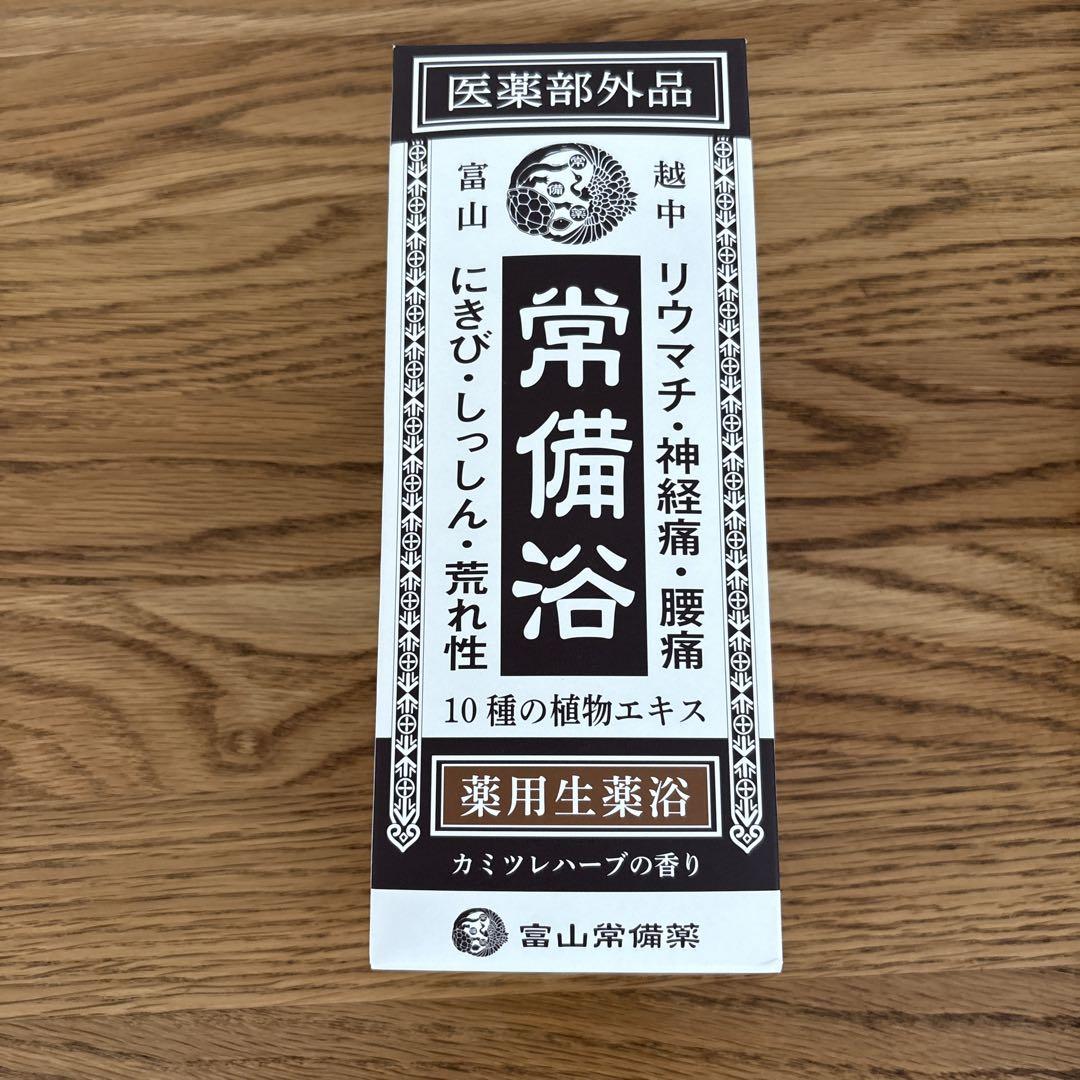 医薬部外品
越中
富山
常
備
薬
リウマチ・神経痛・腰痛
常備浴
にきび・しっしん・荒れ性
10種の植物エキス
薬用生薬浴
カミツレハーブの香り
富山常備薬